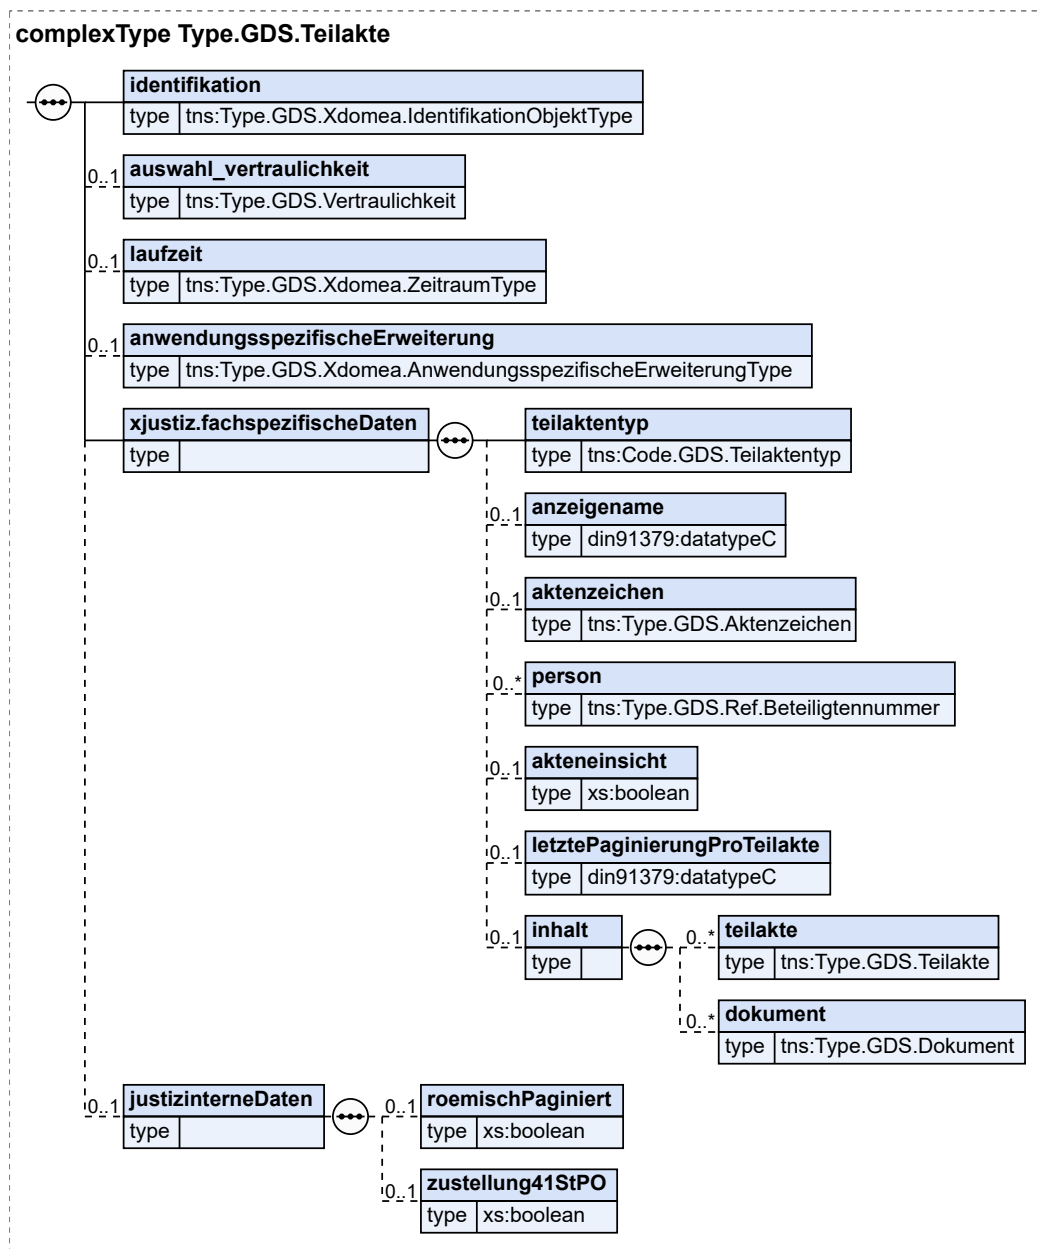 complexType Type.GDS.Teilakte
identifikation
type tns:Type.GDS.Xdomea.IdentifikationObjektType
0..1 auswahl_vertraulichkeit
type tns:Type.GDS.Vertraulichkeit
0..1 laufzeit
type tns:Type.GDS.Xdomea.ZeitraumType
0..1 anwendungsspezifischeErweiterung
type tns:Type.GDS.Xdomea.AnwendungsspezifischeErweiterungType
xjustiz.fachspezifischeDaten
type
teilaktentyp
type tns:Code.GDS.Teilaktentyp
0..1 anzeigename
type din91379:datatypeC
0..1 aktenzeichen
type tns:Type.GDS.Aktenzeichen
0..* person
type tns:Type.GDS.Ref.Beteiligtennummer
0..1 akteneinsicht
type xs:boolean
0..1 letztePaginierungProTeilakte
type din91379:datatypeC
0..1 inhalt
type
0..* teilakte
type tns:Type.GDS.Teilakte
0..* dokument
type tns:Type.GDS.Dokument
0..1 justizinterneDaten
type
0..1 roemischPaginiert
type xs:boolean
0..1 zustellung41StPO
type xs:boolean